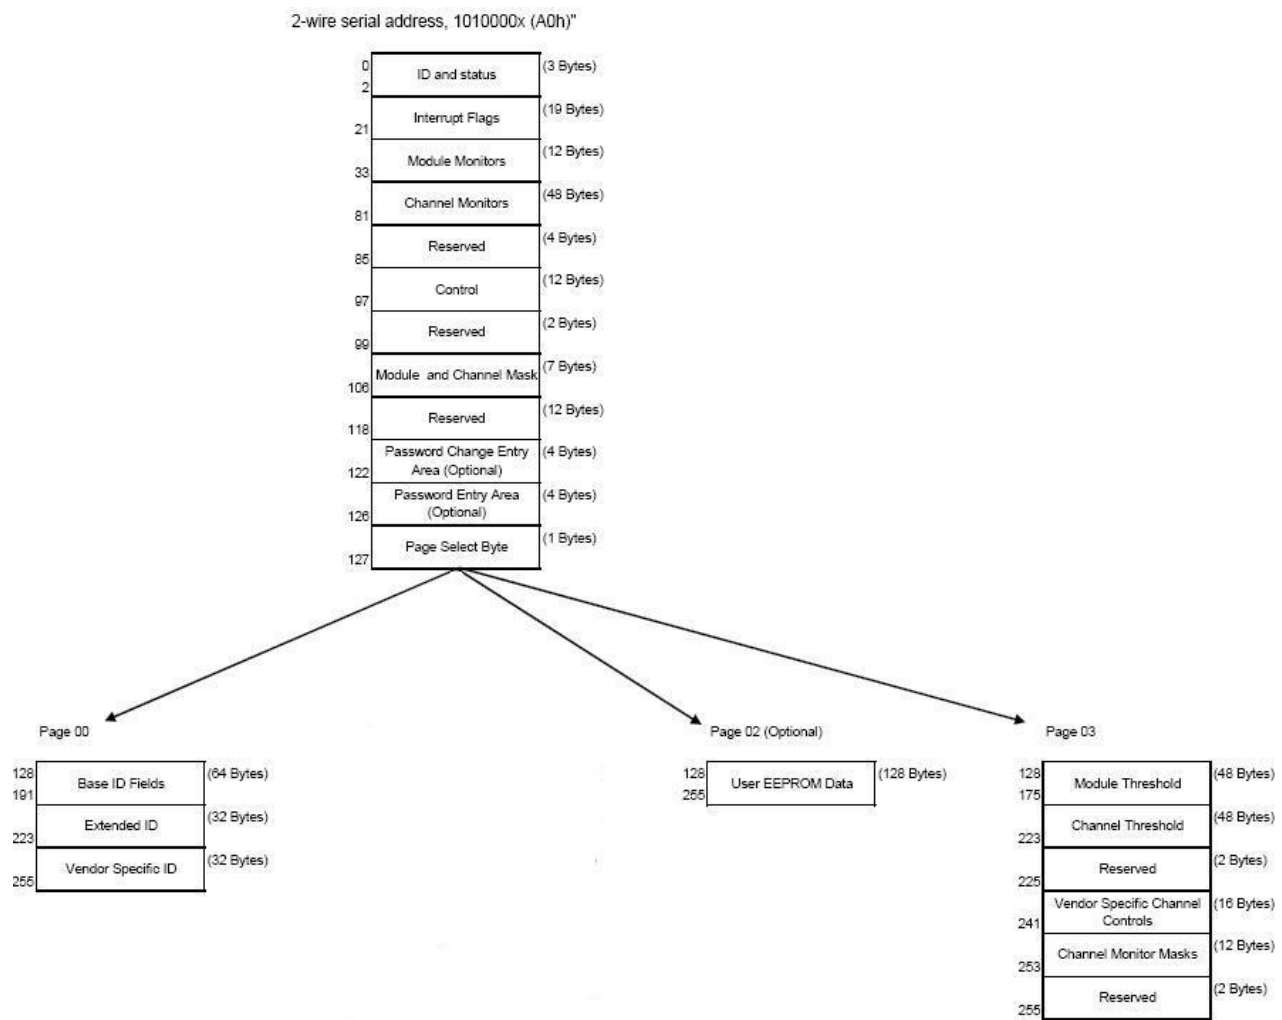 2-wire serial address, 1010000x (A0h)"
0
2
ID and status
(3 Bytes)
21
Interrupt Flags
(19 Bytes)
33
Module Monitors
(12 Bytes)
81
Channel Monitors
(48 Bytes)
85
Reserved
(4 Bytes)
97
Control
(12 Bytes)
99
Reserved
(2 Bytes)
106
Module and Channel Mask
(7 Bytes)
118
Reserved
(12 Bytes)
122
Password Change Entry
Area (Optional)
(4 Bytes)
126
Password Entry Area
(Optional)
(4 Bytes)
127
Page Select Byte
(1 Bytes)
Page 00
128
191
Base ID Fields
(64 Bytes)
223
Extended ID
(32 Bytes)
255
Vendor Specific ID
(32 Bytes)
Page 02 (Optional)
128
255
User EEPROM Data
(128 Bytes)
Page 03
128
175
Module Threshold
(48 Bytes)
223
Channel Threshold
(48 Bytes)
225
Reserved
(2 Bytes)
241
Vendor Specific Channel
Controls
(16 Bytes)
253
Channel Monitor Masks
(12 Bytes)
255
Reserved
(2 Bytes)